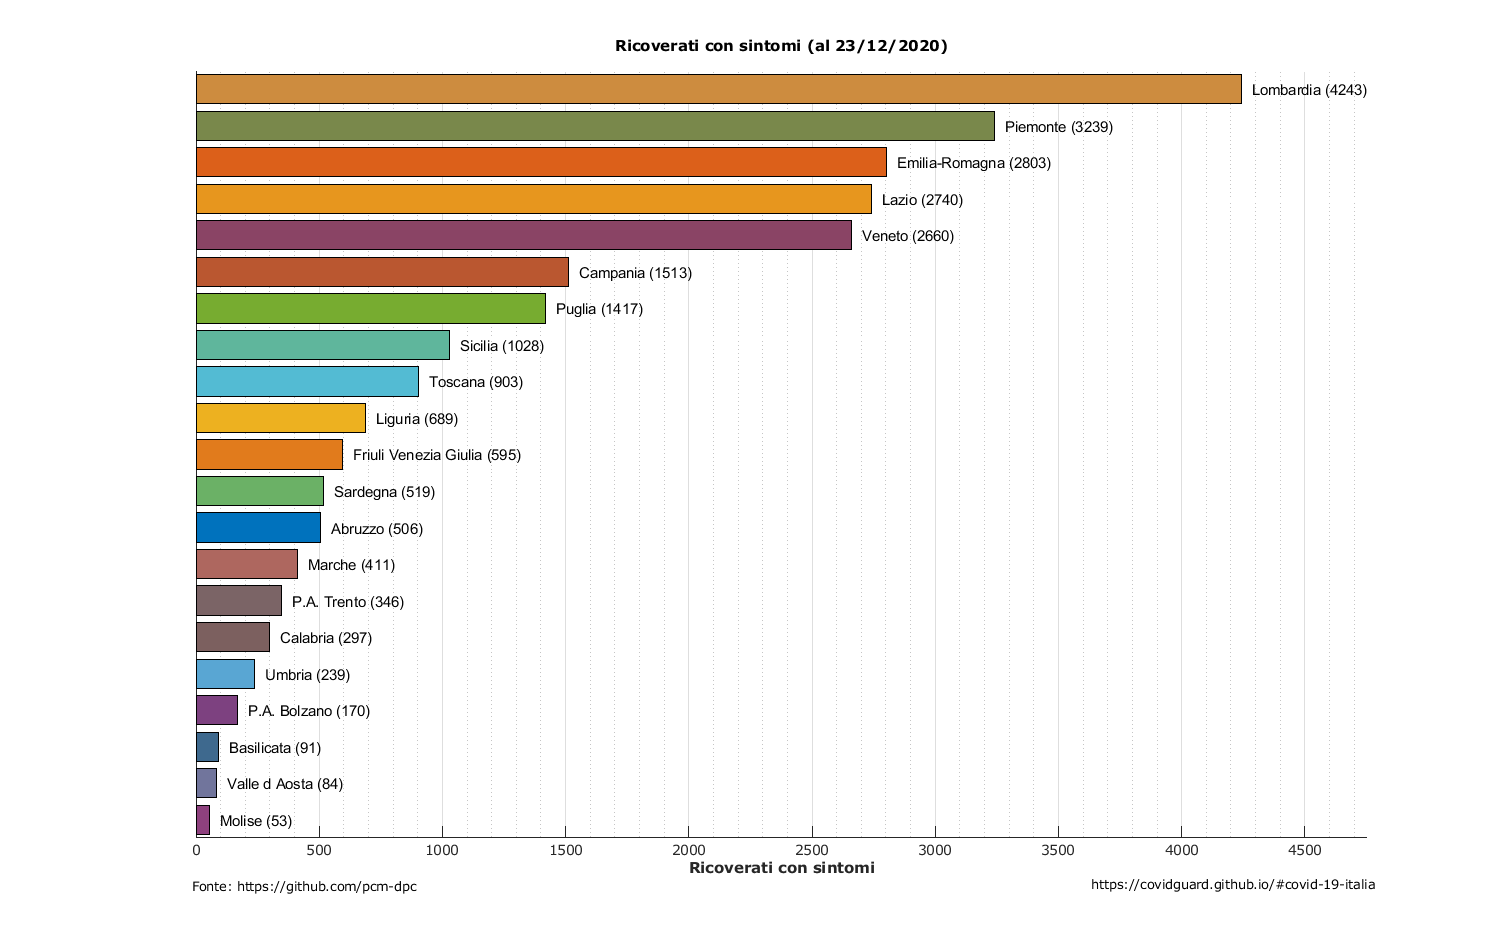 Ricoverati con sintomi (al 23/12/2020)
Lombardia (4243)
Piemonte (3239)
Emilia-Romagna (2803)
Lazio (2740)
Veneto (2660)
Campania (1513)
Puglia (1417)
Sicilia (1028)
Toscana (903)
Liguria (689)
Friuli Venezia Giulia (595)
Sardegna (519)
Abruzzo (506)
Marche (411)
P.A. Trento (346)
Calabria (297)
Umbria (239)
P.A. Bolzano (170)
Basilicata (91)
Valle d Aosta (84)
Molise (53)
0 500 1000 1500 2000 2500 3000 3500 4000 4500
Ricoverati con sintomi
Fonte: https://github.com/pcm-dpc
https://covidguard.github.io/#covid-19-italia